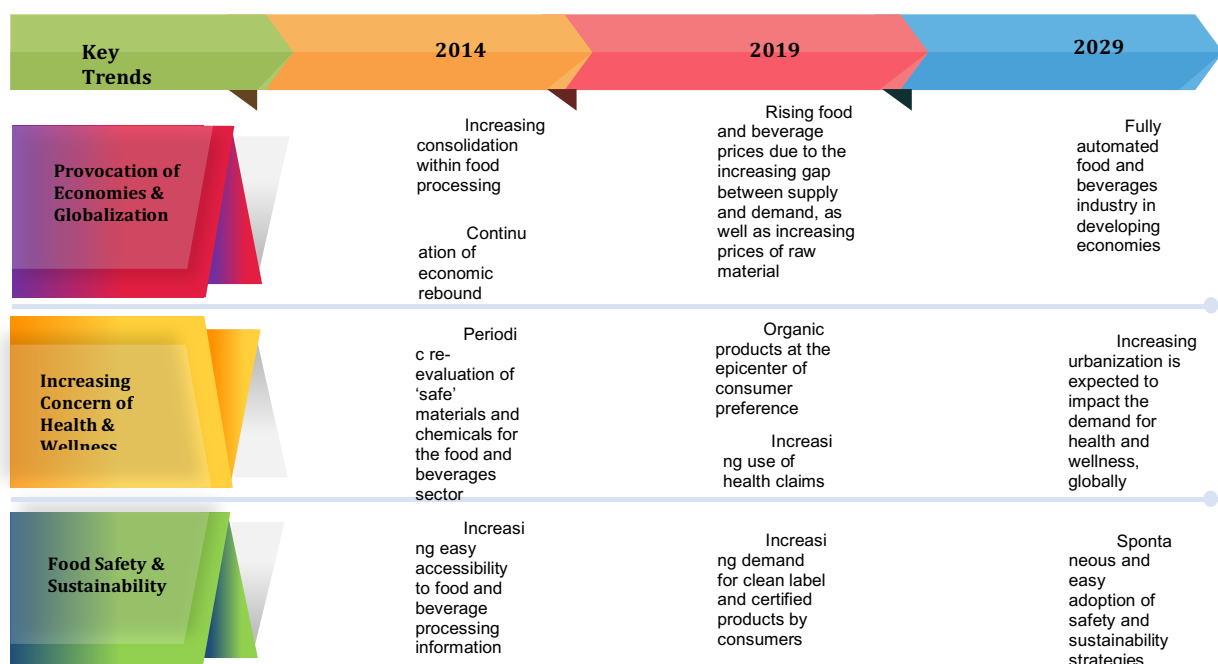 Key
Trends
2014
2019
2029
Provocation of
Economies &
Globalization
Increasing
consolidation
within food
processing
Continu
ation of
economic
rebound
Rising food
and beverage
prices due to the
increasing gap
between supply
and demand, as
well as increasing
prices of raw
material
Fully
automated
food and
beverages
industry in
developing
economies
Increasing
Concern of
Health &
Wellness
Periodi
c re-
evaluation of
‘safe’
materials and
chemicals for
the food and
beverages
sector
Organic
products at the
epicenter of
consumer
preference
Increasi
ng use of
health claims
Increasing
urbanization is
expected to
impact the
demand for
health and
wellness,
globally
Food Safety &
Sustainability
Increasi
ng easy
accessibility
to food and
beverage
processing
information
Increasi
ng demand
for clean label
and certified
products by
consumers
Sponta
neous and
easy
adoption of
safety and
sustainability
strategies